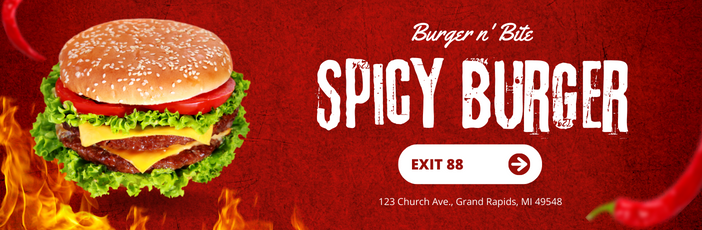 Burger n' Bite
SPICY BURGER
EXIT 88
123 Church Ave., Grand Rapids, MI 49548